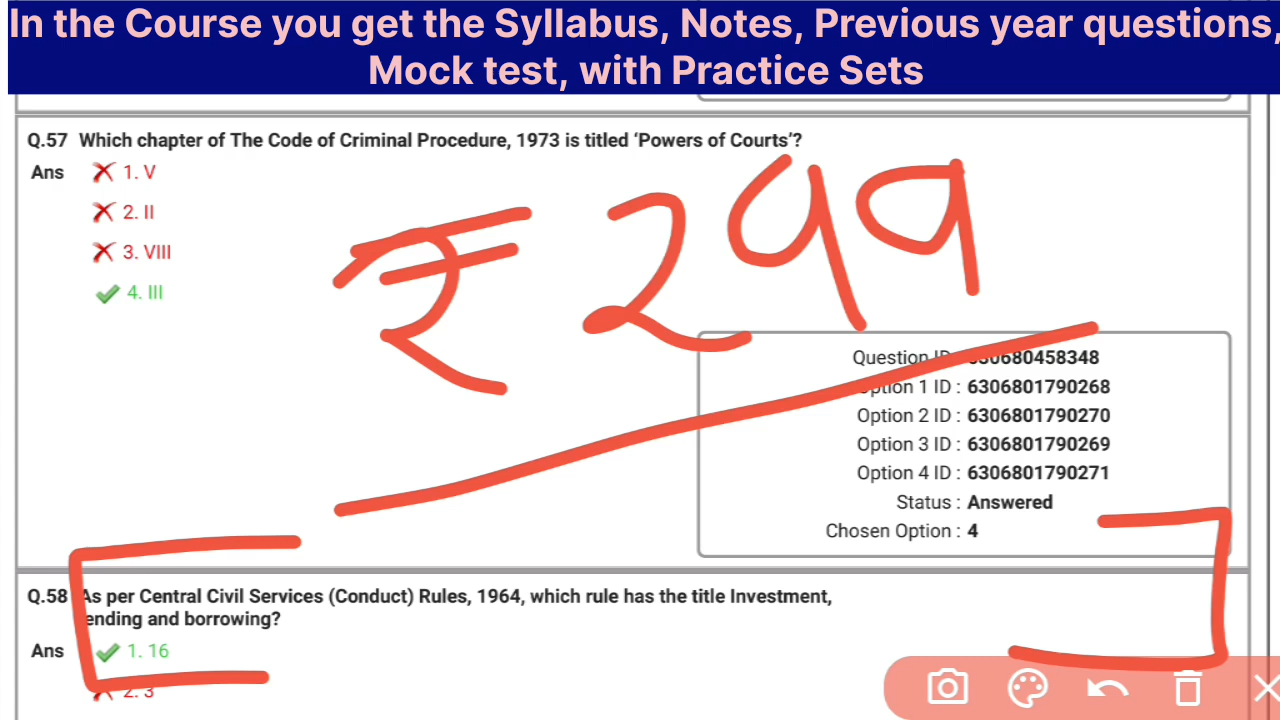 In the Course you get the Syllabus, Notes, Previous year questions,
Mock test, with Practice Sets
Q.57 Which chapter of The Code of Criminal Procedure, 1973 is titled ‘Powers of Courts’?
Ans 1. V
2. II
3. VIII
4. III
₹ 299
Question ID : 630680458348
Option 1 ID : 6306801790268
Option 2 ID : 6306801790270
Option 3 ID : 6306801790269
Option 4 ID : 6306801790271
Status : Answered
Chosen Option : 4
Q.58 As per Central Civil Services (Conduct) Rules, 1964, which rule has the title Investment,
lending and borrowing?
Ans 1. 16
2. 3